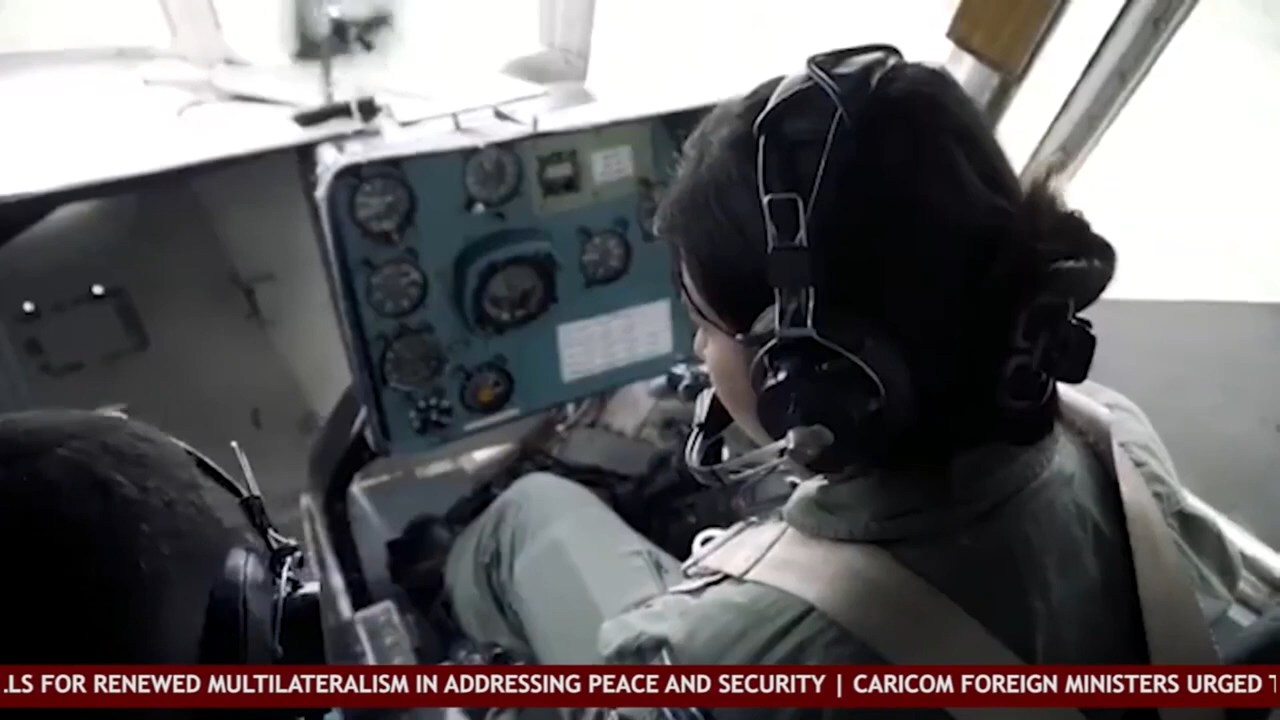 .LS FOR RENEWED MULTILATERALISM IN ADDRESSING PEACE AND SECURITY | CARICOM FOREIGN MINISTERS URGED T